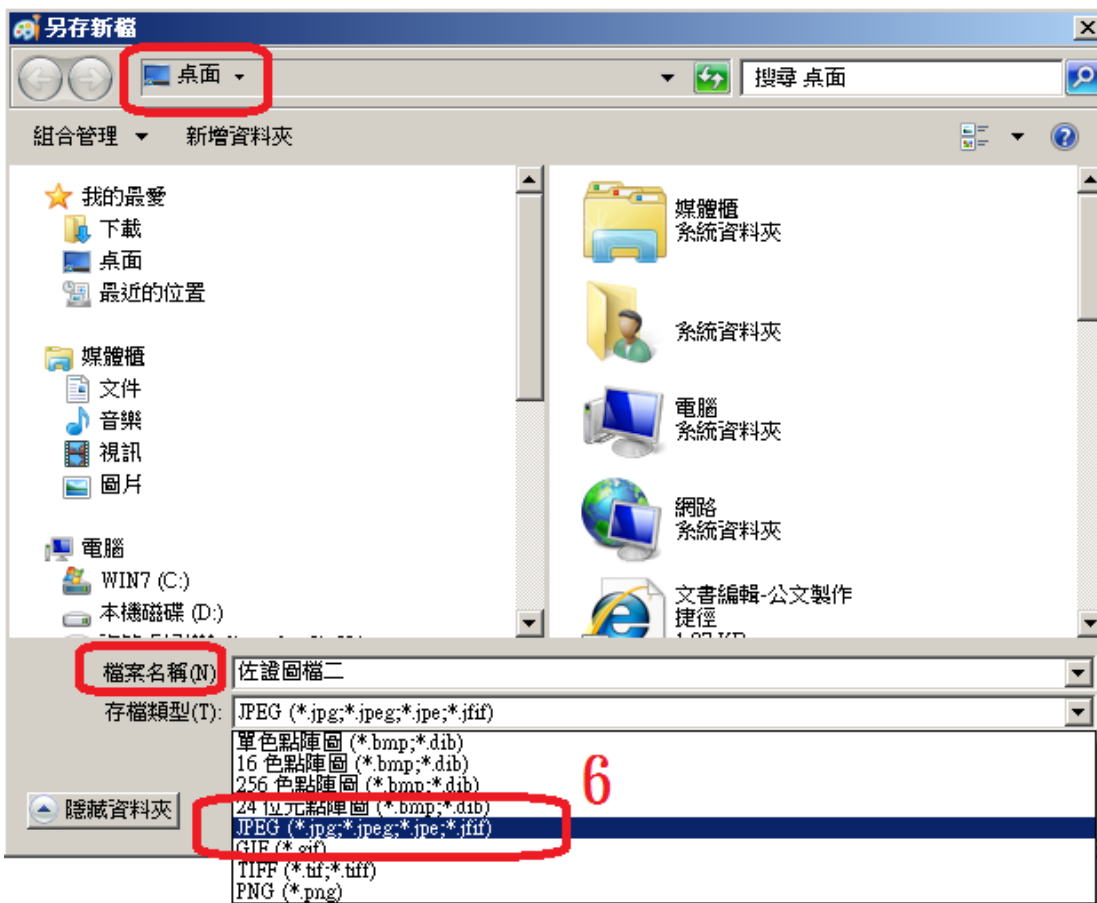 另存新檔
桌面
搜尋 桌面
組合管理
新增資料夾
我的最愛
下載
桌面
最近的位置
媒體櫃
文件
音樂
視訊
圖片
電腦
WIN7 (C:)
本機磁碟 (D:)
媒體櫃
系統資料夾
系統資料夾
電腦
系統資料夾
網路
系統資料夾
文書編輯-公文製作
捷徑
檔案名稱(N)
佐證圖檔二
存檔類型(T):
JPEG (*.jpg;*.jpeg;*.jpe;*.jfif)
單色點陣圖 (*.bmp;*.dib)
16 色點陣圖 (*.bmp;*.dib)
256 色點陣圖 (*.bmp;*.dib)
24 位元點陣圖 (*.bmp;*.dib)
JPEG (*.jpg;*.jpeg;*.jpe;*.jfif)
GIF (*.gif)
TIFF (*.tif;*.tiff)
PNG (*.png)
6
隱藏資料夾